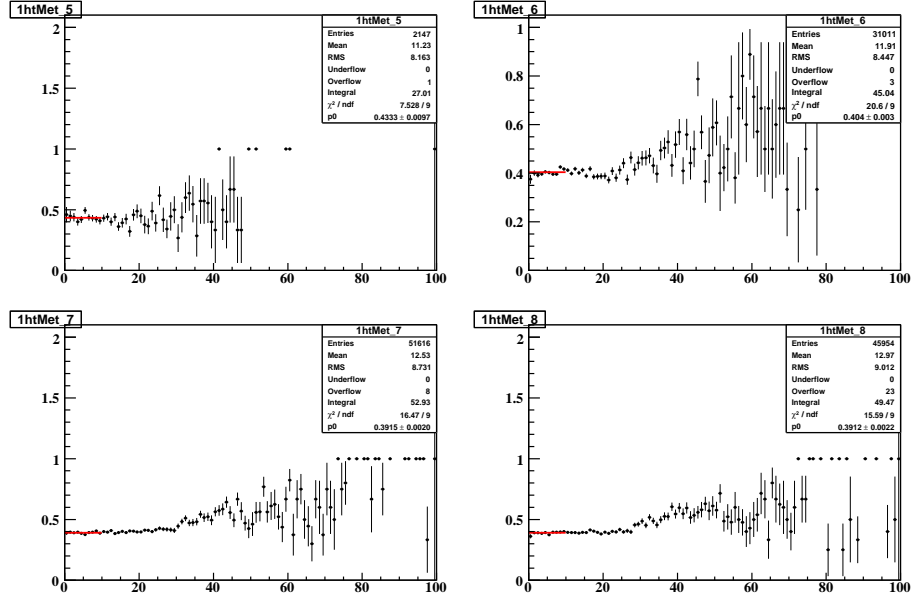 1htMet_5
1htMet_5
Entries 2147
Mean 11.23
RMS 8.163
Underflow 0
Overflow 1
Integral 27.01
χ² / ndf 7.528 / 9
p0 0.4333 ± 0.0097
2
1.5
1
0.5
0
0 20 40 60 80 100
1htMet_6
1htMet_6
Entries 31011
Mean 11.91
RMS 8.447
Underflow 0
Overflow 3
Integral 45.04
χ² / ndf 20.6 / 9
p0 0.404 ± 0.003
1
0.8
0.6
0.4
0.2
0 20 40 60 80 100
1htMet_7
1htMet_7
Entries 51616
Mean 12.53
RMS 8.731
Underflow 0
Overflow 8
Integral 52.93
χ² / ndf 16.47 / 9
p0 0.3915 ± 0.0020
2
1.5
1
0.5
0
0 20 40 60 80 100
1htMet_8
1htMet_8
Entries 45954
Mean 12.97
RMS 9.012
Underflow 0
Overflow 23
Integral 49.47
χ² / ndf 15.59 / 9
p0 0.3912 ± 0.0022
2
1.5
1
0.5
0
0 20 40 60 80 100